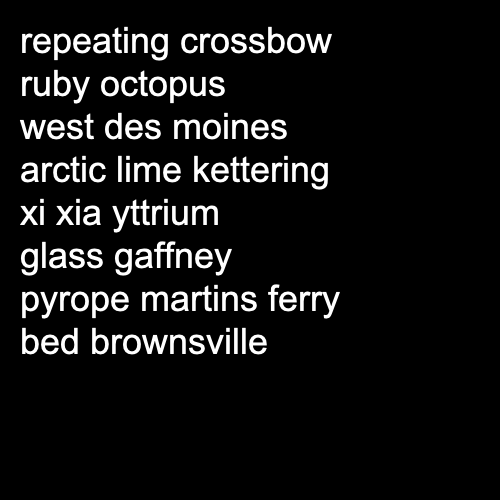 repeating crossbow
ruby octopus
west des moines
arctic lime kettering
xi xia yttrium
glass gaffney
pyrope martins ferry
bed brownsville